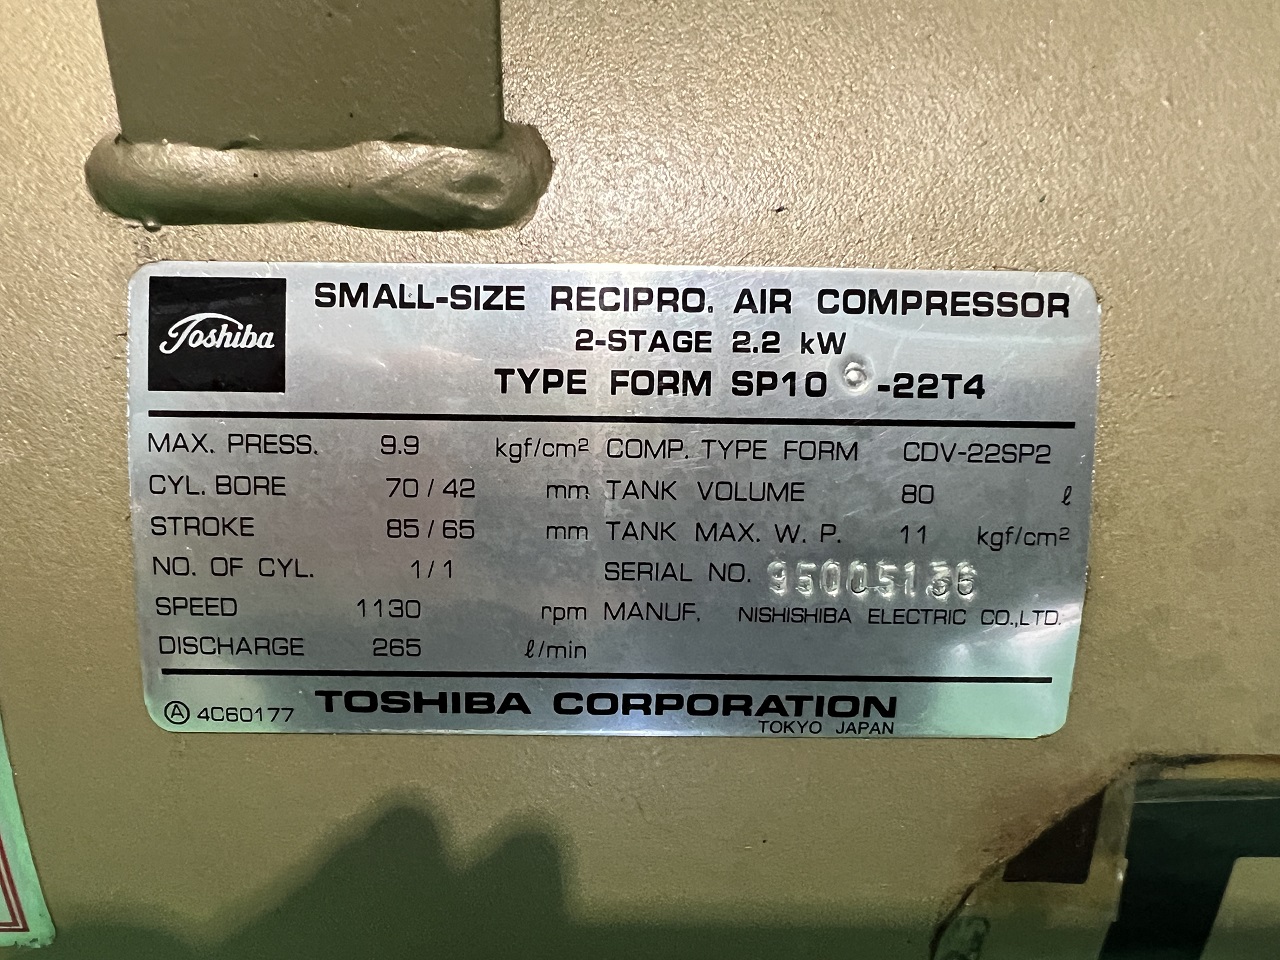 Toshiba
SMALL-SIZE RECIPRO. AIR COMPRESSOR
2-STAGE 2.2 kW
TYPE FORM SP10 6 -22T4
MAX. PRESS. 9.9 kgf/cm² COMP. TYPE FORM CDV-22SP2
CYL. BORE 70 / 42 mm TANK VOLUME 80 ℓ
STROKE 85 / 65 mm TANK MAX. W. P. 11 kgf/cm²
NO. OF CYL. 1 / 1 SERIAL NO. 95005136
SPEED 1130 rpm MANUF. NISHISHIBA ELECTRIC CO.,LTD.
DISCHARGE 265 ℓ/min
Ⓐ 4C60177 TOSHIBA CORPORATION
TOKYO JAPAN